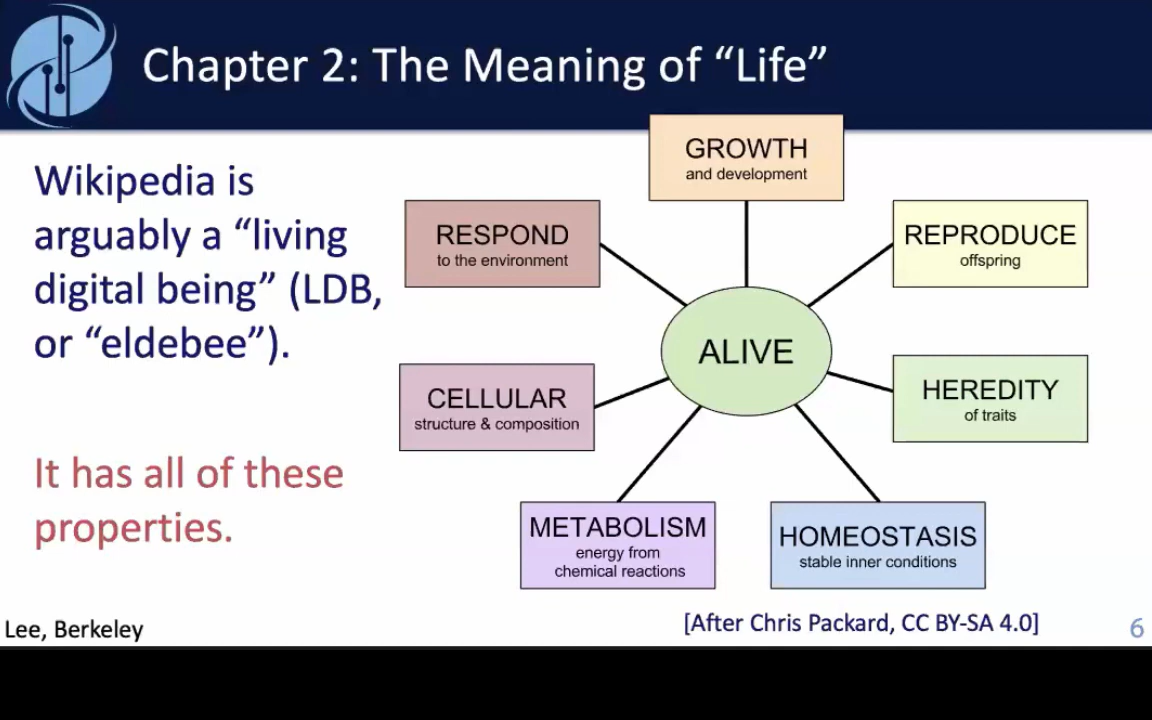 Chapter 2: The Meaning of “Life”
Wikipedia is
arguably a “living
digital being” (LDB,
or “eldebee”).
It has all of these
properties.
GROWTH
and development
RESPOND
to the environment
REPRODUCE
offspring
ALIVE
CELLULAR
structure & composition
HEREDITY
of traits
METABOLISM
energy from
chemical reactions
HOMEOSTASIS
stable inner conditions
[After Chris Packard, CC BY-SA 4.0]
Lee, Berkeley
6